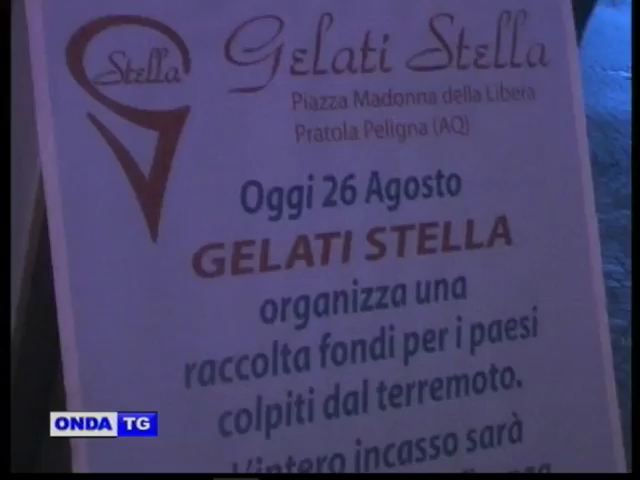 Stella
Gelati Stella
Piazza Madonna della Libera
Pratola Peligna (AQ)
Oggi 26 Agosto
GELATI STELLA
organizza una
raccolta fondi per i paesi
colpiti dal terremoto.
L'intero incasso sarà
ONDA TG